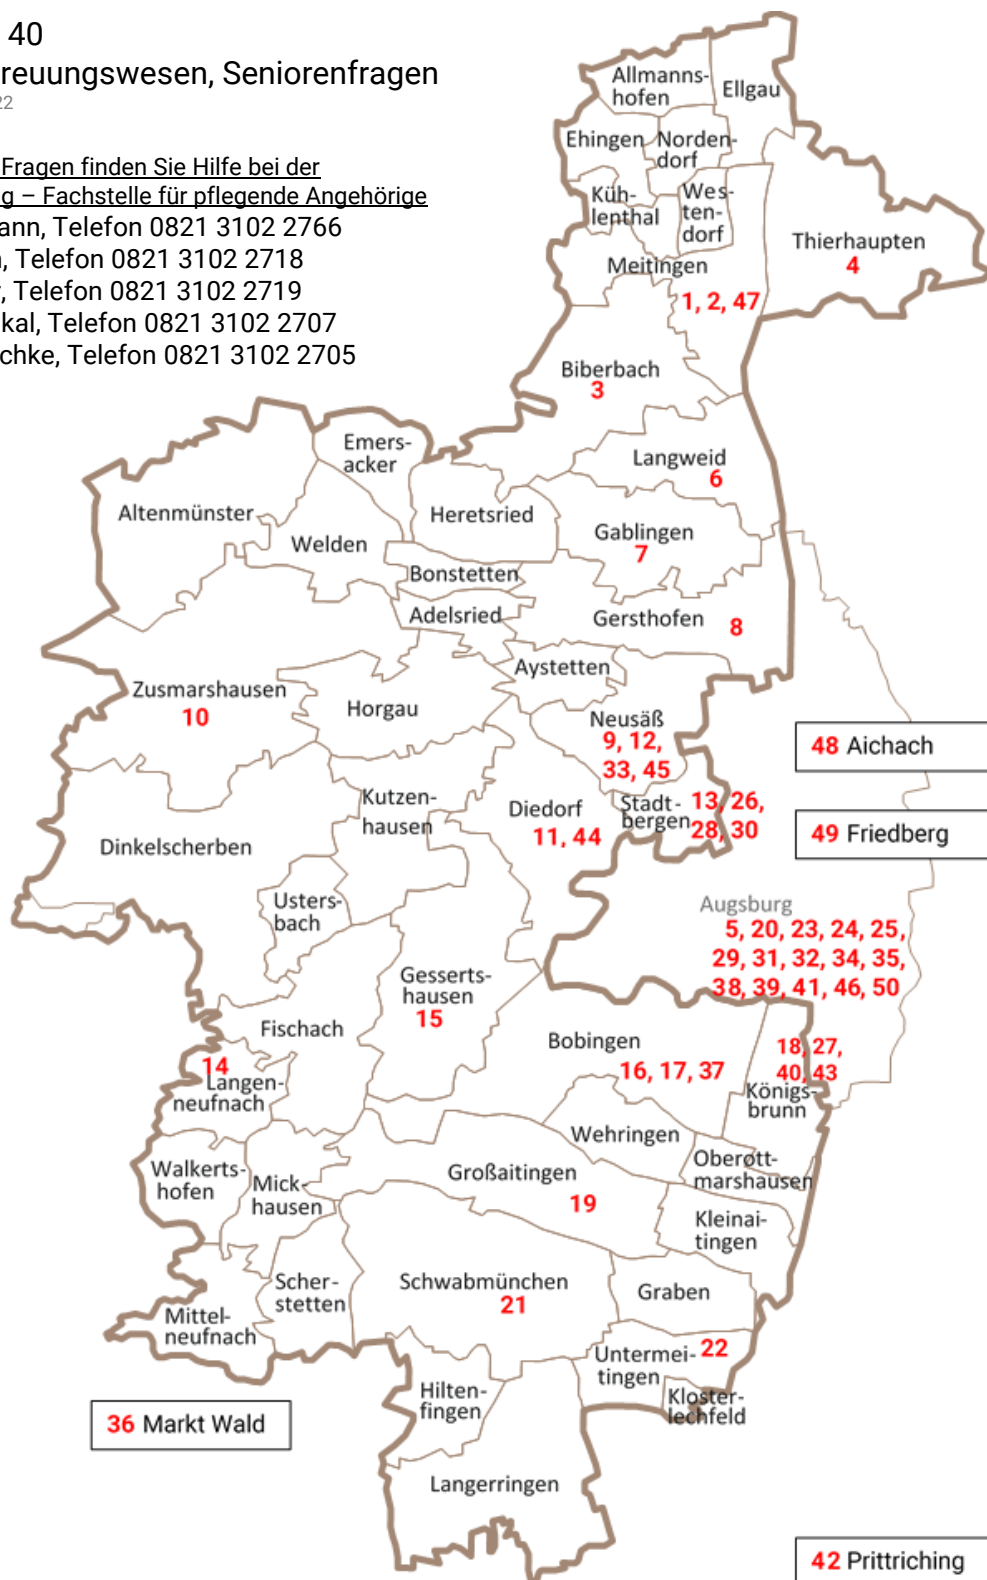 40
reuungswesen, Seniorenfragen
22
Fragen finden Sie Hilfe bei der
g – Fachstelle für pflegende Angehörige
ann, Telefon 0821 3102 2766
, Telefon 0821 3102 2718
, Telefon 0821 3102 2719
kal, Telefon 0821 3102 2707
chke, Telefon 0821 3102 2705
Allmanns-
hofen
Ellgau
Ehingen
Norden-
dorf
Küh-
lenthal
Wes-
ten-
dorf
Thierhaupten
4
Meitingen
1, 2, 47
Biberbach
3
Emers-
acker
Langweid
6
Altenmünster
Heretsried
Welden
Gablingen
7
Bonstetten
Adelsried
Gersthofen
8
Aystetten
Zusmarshausen
10
Horgau
Neusäß
9, 12,
33, 45
48 Aichach
Kutzen-
hausen
Diedorf
11, 44
Stadt-
bergen
13, 26,
28, 30
49 Friedberg
Dinkelscherben
Usters-
bach
Augsburg
5, 20, 23, 24, 25,
29, 31, 32, 34, 35,
38, 39, 41, 46, 50
Gesserts-
hausen
15
Fischach
Bobingen
16, 17, 37
18, 27,
40, 43
Königs-
brunn
14
Langen-
neufnach
Wehringen
Oberott-
marshausen
Walkerts-
hofen
Mick-
hausen
Großaitingen
19
Kleinai-
tingen
Scher-
stetten
Schwabmünchen
21
Graben
Mittel-
neufnach
Untermei-
tingen
22
Hilten-
fingen
Kloster-
lechfeld
36 Markt Wald
Langerringen
42 Prittriching